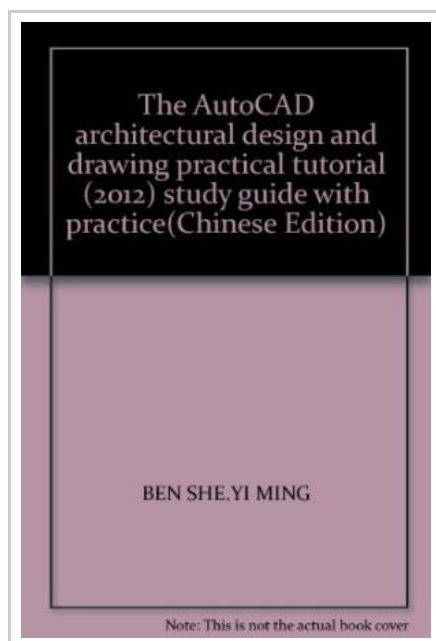 The AutoCAD
architectural design and
drawing practical tutorial
(2012) study guide with
practice(Chinese Edition)
BEN SHE.YI MING
Note: This is not the actual book cover